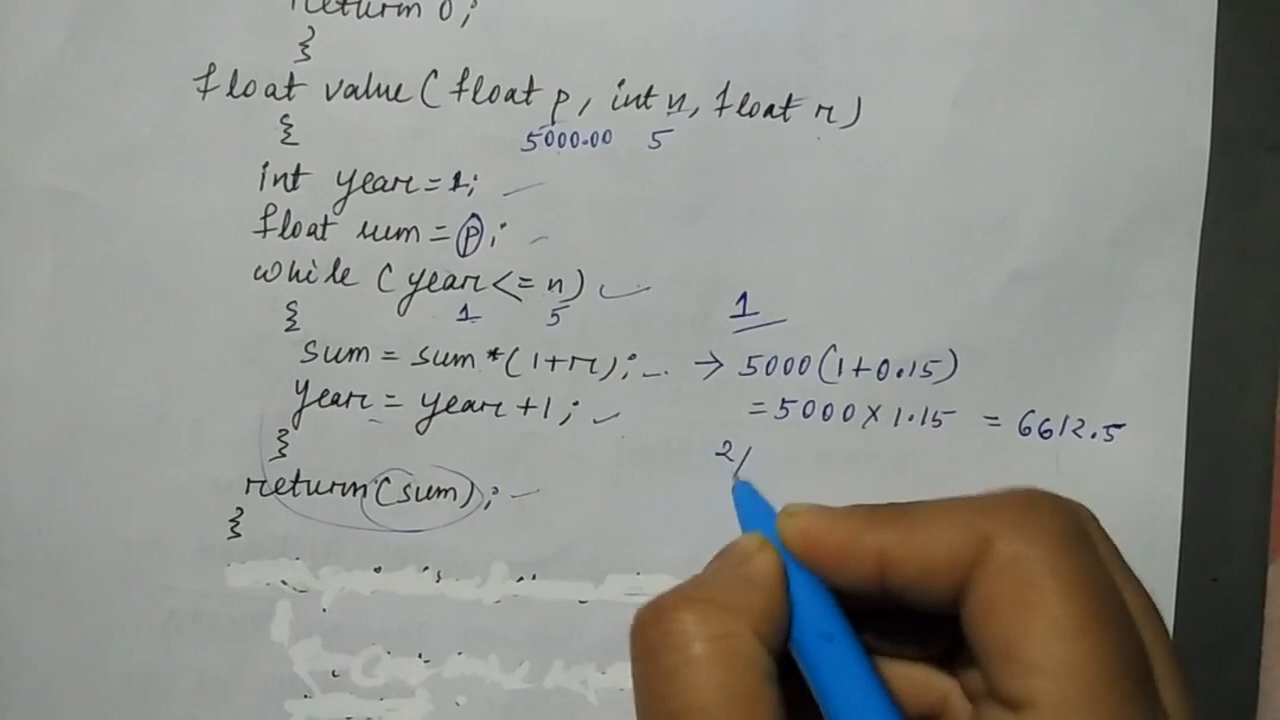 return 0;
}
float value(float p, int n, float r)
{
5000.00 5
int year=1;
float sum=p;
while (year<=n)
1 5
{
1
sum=sum*(1+r); → 5000(1+0.15)
year=year+1; =5000×1.15 = 6612.5
}
2/
return(sum);
}